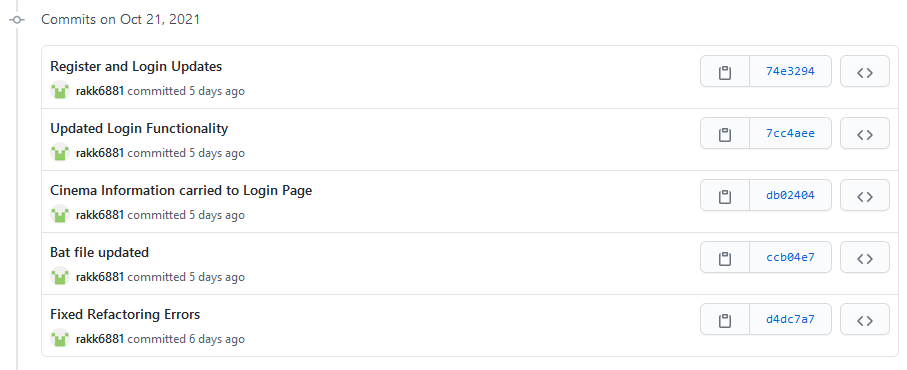 Commits on Oct 21, 2021
Register and Login Updates
74e3294
rakk6881 committed 5 days ago
Updated Login Functionality
7cc4aee
rakk6881 committed 5 days ago
Cinema Information carried to Login Page
db02404
rakk6881 committed 5 days ago
Bat file updated
ccb04e7
rakk6881 committed 5 days ago
Fixed Refactoring Errors
d4dc7a7
rakk6881 committed 6 days ago